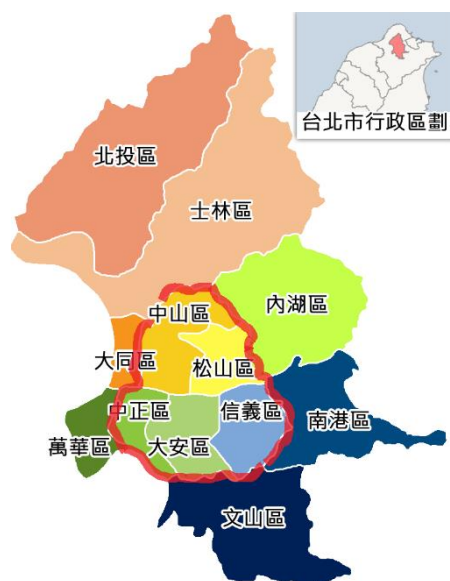 台北市行政區劃
北投區
士林區
內湖區
中山區
大同區
松山區
中正區
信義區
南港區
萬華區
大安區
文山區